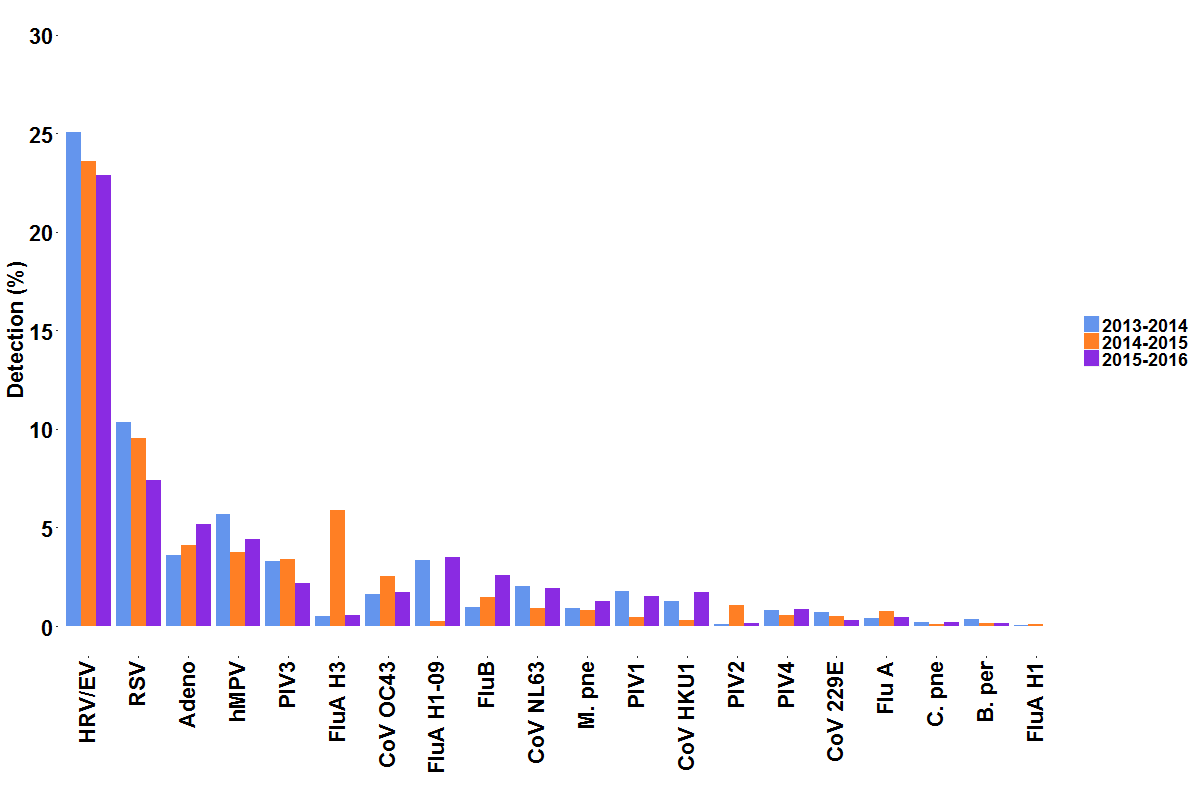 30
25
20
15
10
5
0
Detection (%)
HRV/EV
RSV
Adeno
hMPV
PIV3
FluA H3
CoV OC43
FluA H1-09
FluB
CoV NL63
M. pne
PIV1
CoV HKU1
PIV2
PIV4
CoV 229E
Flu A
C. pne
B. per
FluA H1
2013-2014
2014-2015
2015-2016